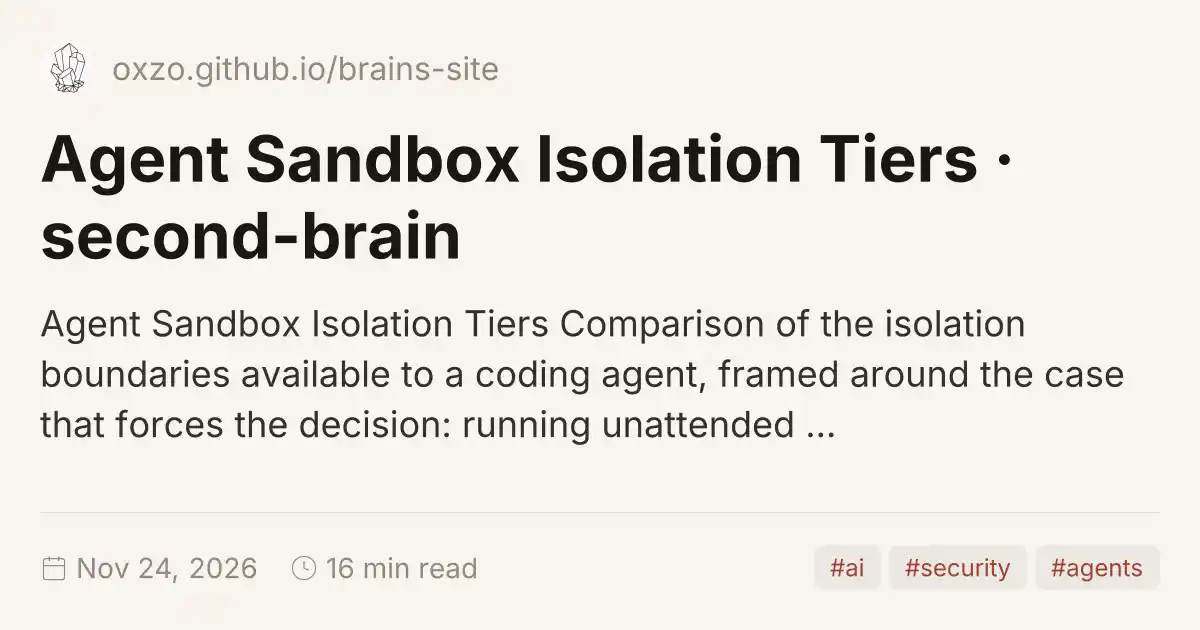 oxzo.github.io/brains-site
Agent Sandbox Isolation Tiers ·
second-brain
Agent Sandbox Isolation Tiers Comparison of the isolation
boundaries available to a coding agent, framed around the case
that forces the decision: running unattended ...
Nov 24, 2026 16 min read #ai #security #agents